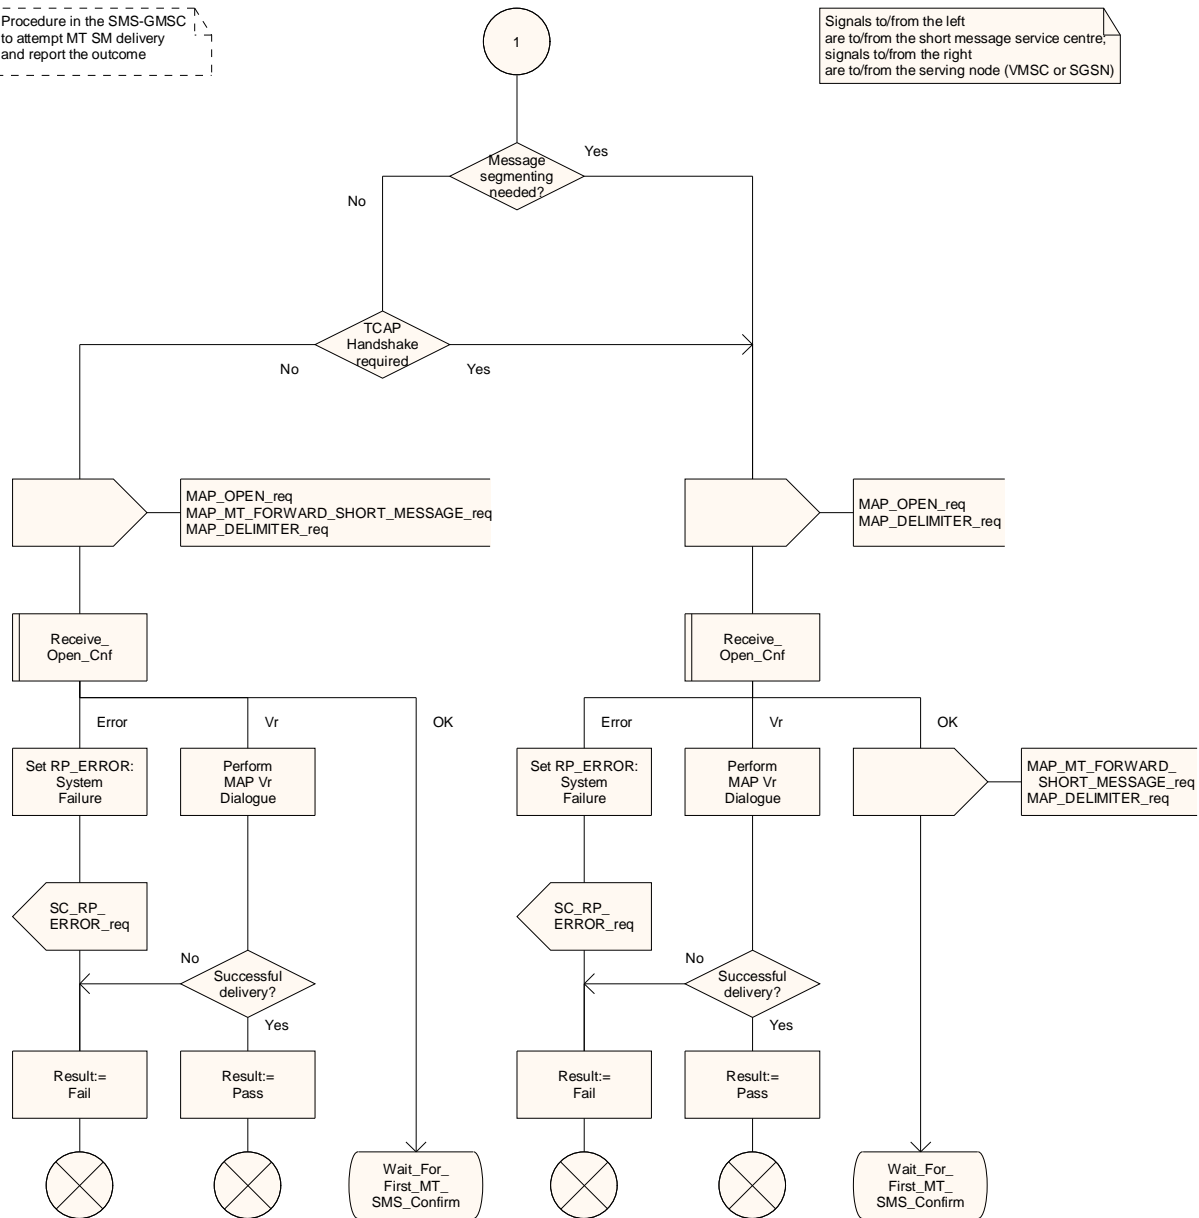 Procedure in the SMS-GMSC
to attempt MT SM delivery
and report the outcome
1
Signals to/from the left
are to/from the short message service centre;
signals to/from the right
are to/from the serving node (VMSC or SGSN)
Message
segmenting
needed?
Yes
No
TCAP
Handshake
required
No
Yes
MAP_OPEN_req
MAP_MT_FORWARD_SHORT_MESSAGE_req
MAP_DELIMITER_req
MAP_OPEN_req
MAP_DELIMITER_req
Receive_
Open_Cnf
Receive_
Open_Cnf
Error
Vr
OK
Error
Vr
OK
Set RP_ERROR:
System
Failure
Perform
MAP Vr
Dialogue
Set RP_ERROR:
System
Failure
Perform
MAP Vr
Dialogue
MAP_MT_FORWARD_
SHORT_MESSAGE_req
MAP_DELIMITER_req
SC_RP_
ERROR_req
SC_RP_
ERROR_req
No
Successful
delivery?
Yes
No
Successful
delivery?
Yes
Result:=
Fail
Result:=
Pass
Result:=
Fail
Result:=
Pass
Wait_For_
First_MT_
SMS_Confirm
Wait_For_
First_MT_
SMS_Confirm